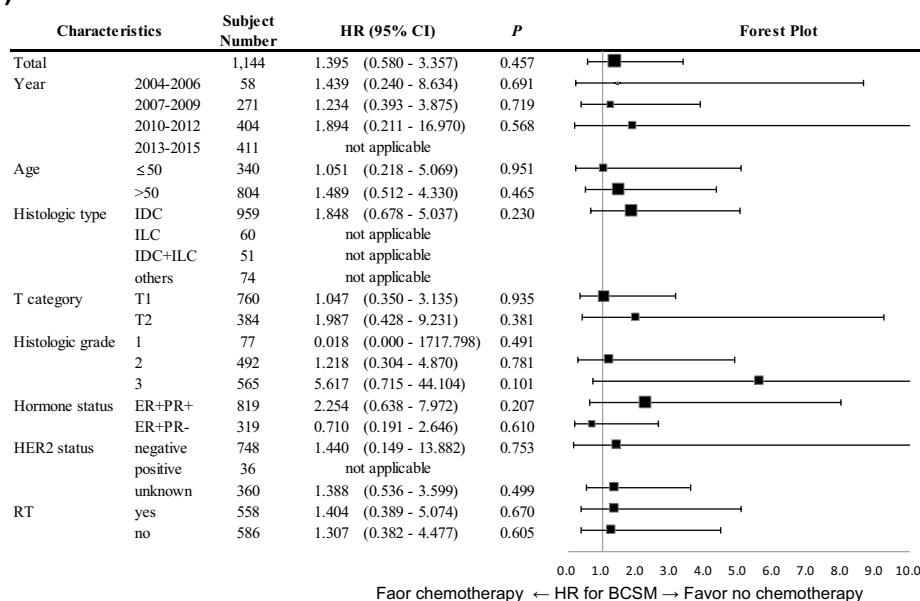 Characteristics Subject Number HR (95% CI) P Forest Plot
Total 1,144 1.395 (0.580 - 3.357) 0.457
Year 2004-2006 58 1.439 (0.240 - 8.634) 0.691
2007-2009 271 1.234 (0.393 - 3.875) 0.719
2010-2012 404 1.894 (0.211 - 16.970) 0.568
2013-2015 411 not applicable
Age ≤50 340 1.051 (0.218 - 5.069) 0.951
>50 804 1.489 (0.512 - 4.330) 0.465
Histologic type IDC 959 1.848 (0.678 - 5.037) 0.230
ILC 60 not applicable
IDC+ILC 51 not applicable
others 74 not applicable
T category T1 760 1.047 (0.350 - 3.135) 0.935
T2 384 1.987 (0.428 - 9.231) 0.381
Histologic grade 1 77 0.018 (0.000 - 1717.798) 0.491
2 492 1.218 (0.304 - 4.870) 0.781
3 565 5.617 (0.715 - 44.104) 0.101
Hormone status ER+PR+ 819 2.254 (0.638 - 7.972) 0.207
ER+PR- 319 0.710 (0.191 - 2.646) 0.610
HER2 status negative 748 1.440 (0.149 - 13.882) 0.753
positive 36 not applicable
unknown 360 1.388 (0.536 - 3.599) 0.499
RT yes 558 1.404 (0.389 - 5.074) 0.670
no 586 1.307 (0.382 - 4.477) 0.605
0.0 1.0 2.0 3.0 4.0 5.0 6.0 7.0 8.0 9.0 10.0
Faor chemotherapy ← HR for BCSM → Favor no chemotherapy